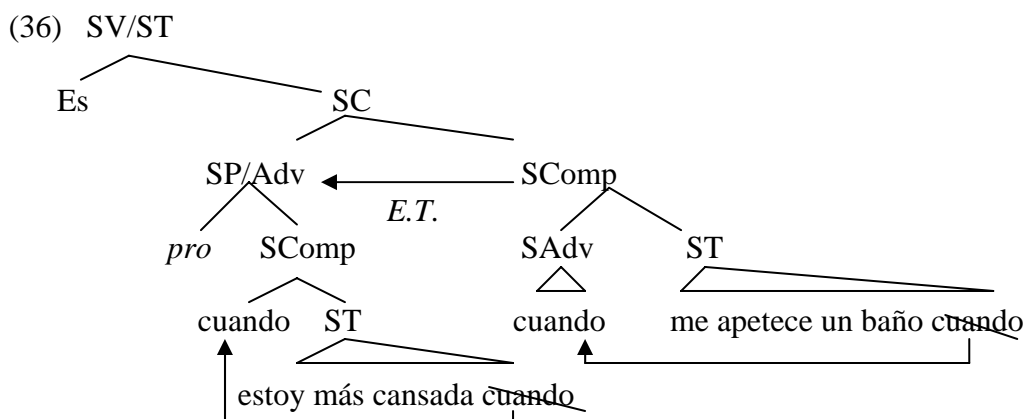 (36) SV/ST
Es SC
SP/Adv SComp
E.T.
pro SComp SAdv ST
cuando ST cuando me apetece un baño cuando
estoy más cansada cuando